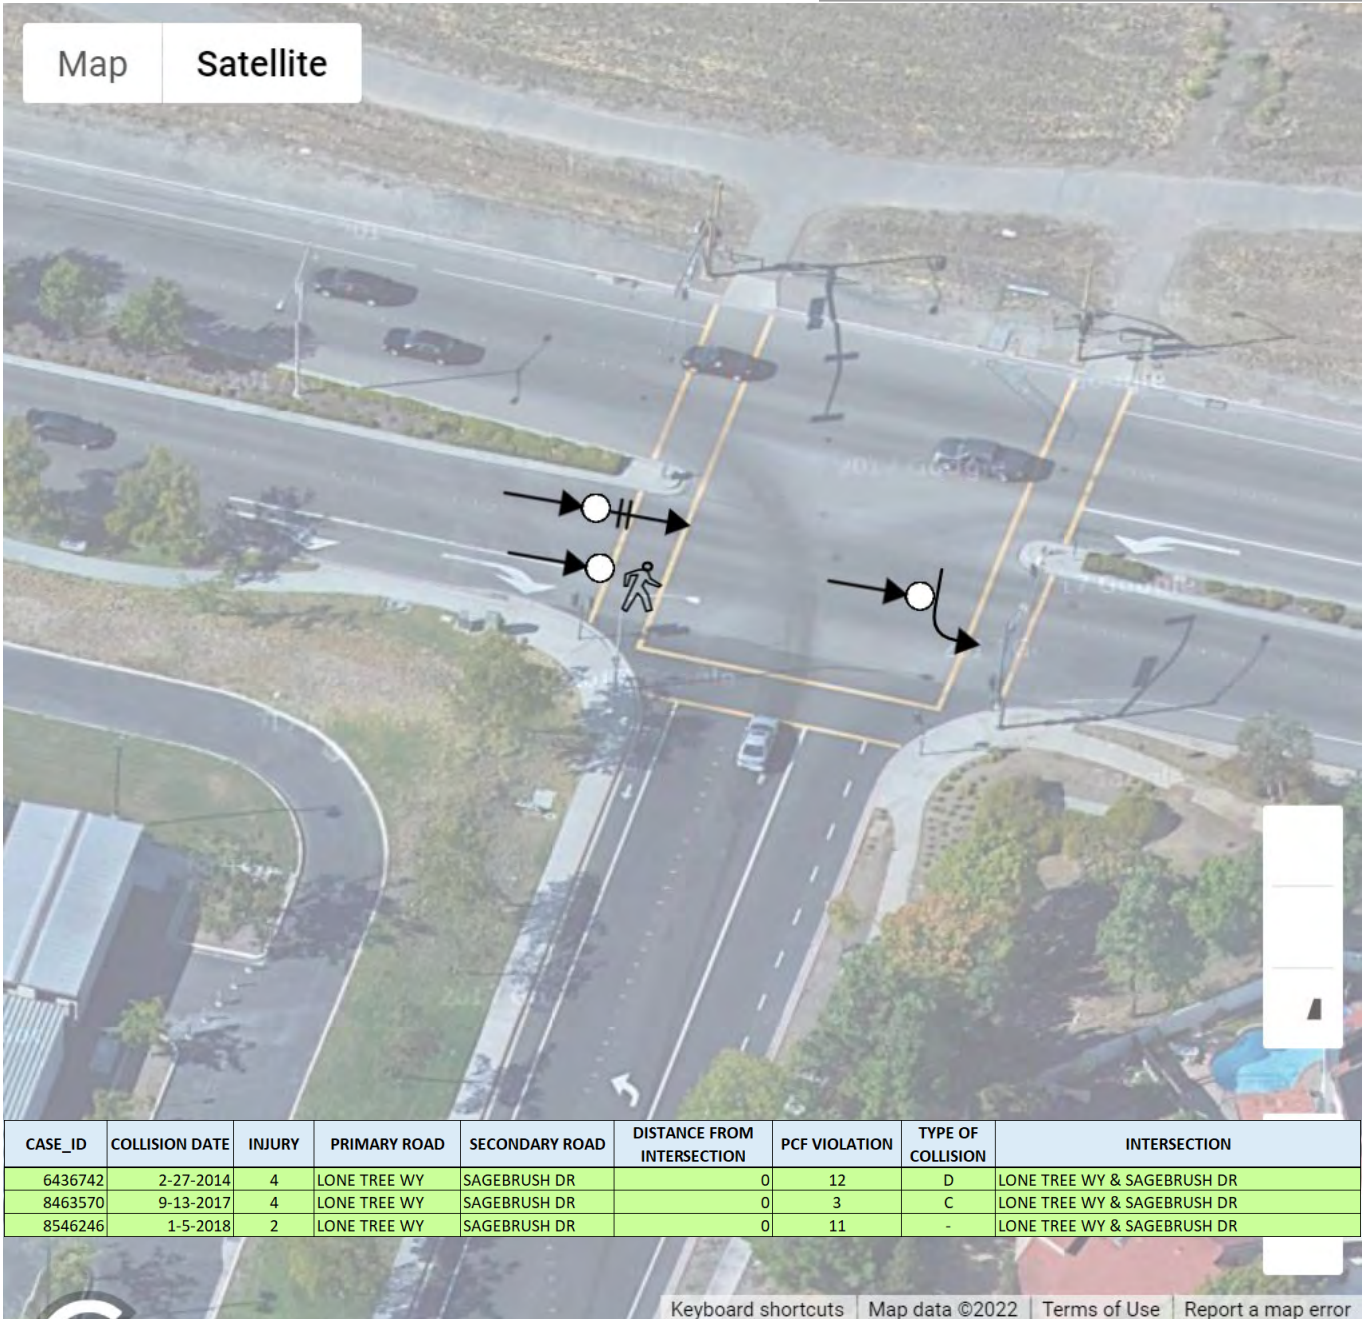 Map Satellite
CASE_ID COLLISION DATE INJURY PRIMARY ROAD SECONDARY ROAD DISTANCE FROM INTERSECTION PCF VIOLATION TYPE OF COLLISION INTERSECTION
6436742 2-27-2014 4 LONE TREE WY SAGEBRUSH DR 0 12 D LONE TREE WY & SAGEBRUSH DR
8463570 9-13-2017 4 LONE TREE WY SAGEBRUSH DR 0 3 C LONE TREE WY & SAGEBRUSH DR
8546246 1-5-2018 2 LONE TREE WY SAGEBRUSH DR 0 11 - LONE TREE WY & SAGEBRUSH DR
Keyboard shortcuts Map data ©2022 Terms of Use Report a map error